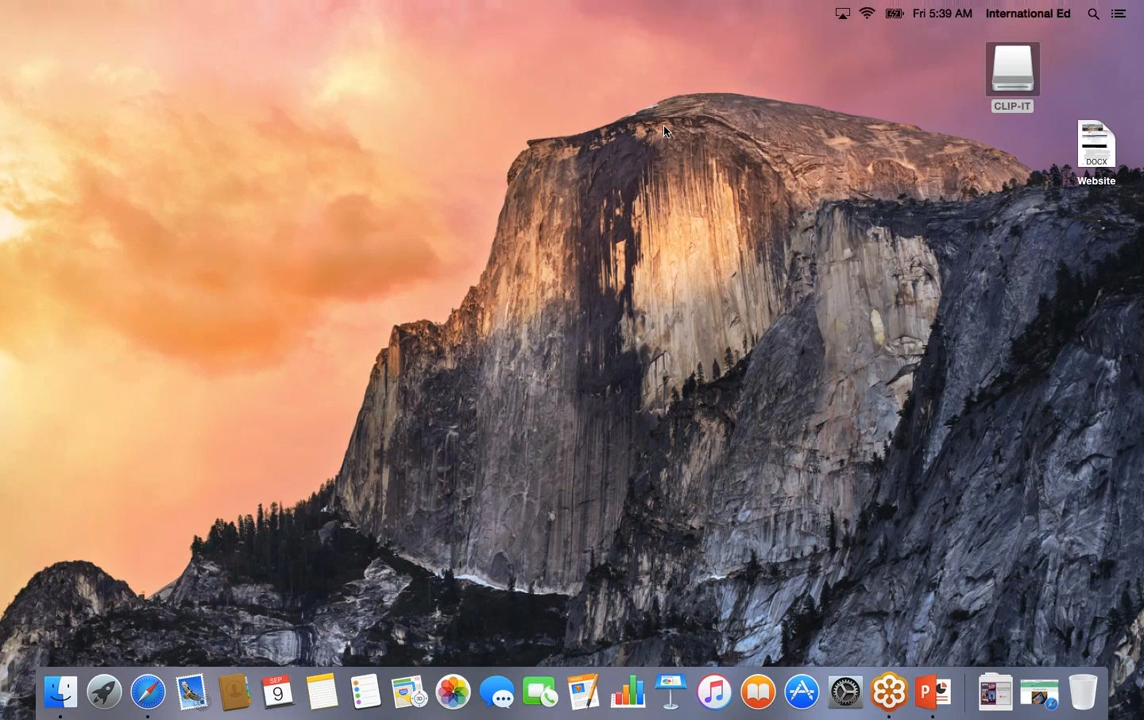 Fri 5:39 AM International Ed
CLIP-IT
DOCX
Website
SEP
9
P